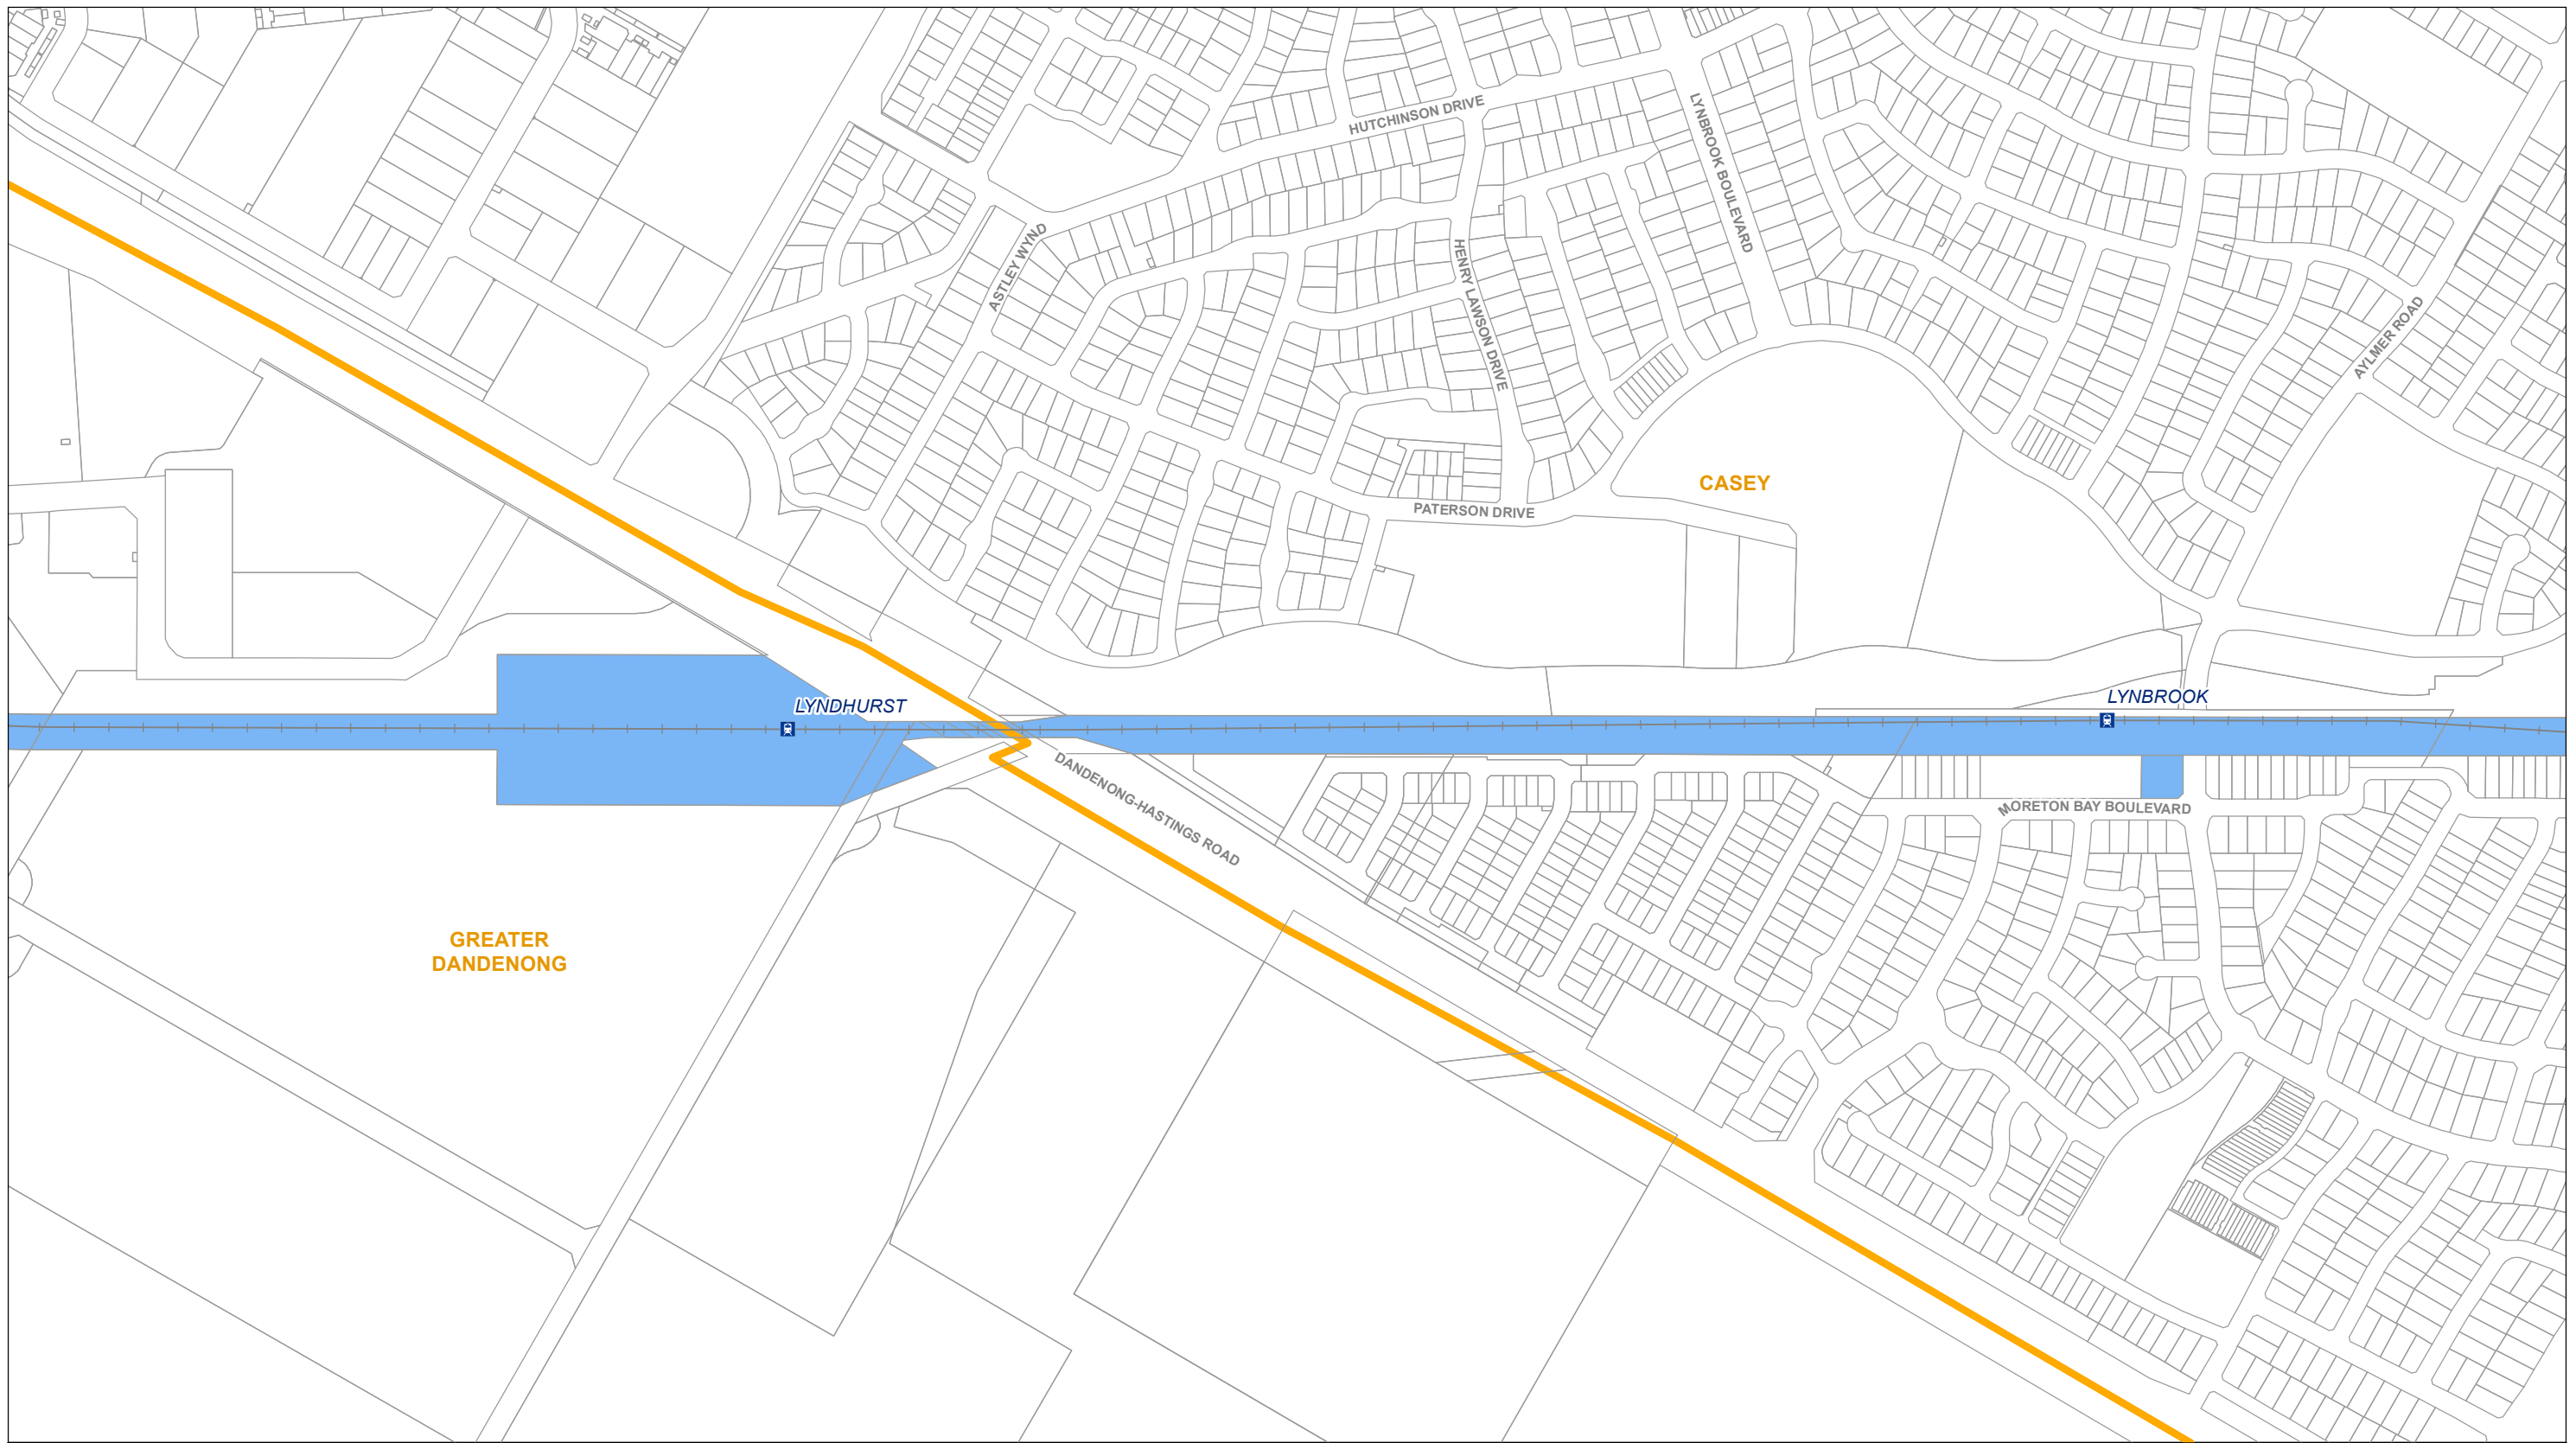 HUTCHINSON DRIVE
LYNBROOK BOULEVARD
ASTLEY WYND
HENRY LAWSON DRIVE
AYLMER ROAD
CASEY
PATERSON DRIVE
LYNDHURST
LYNBROOK
DANDENONG-HASTINGS ROAD
MORETON BAY BOULEVARD
GREATER
DANDENONG